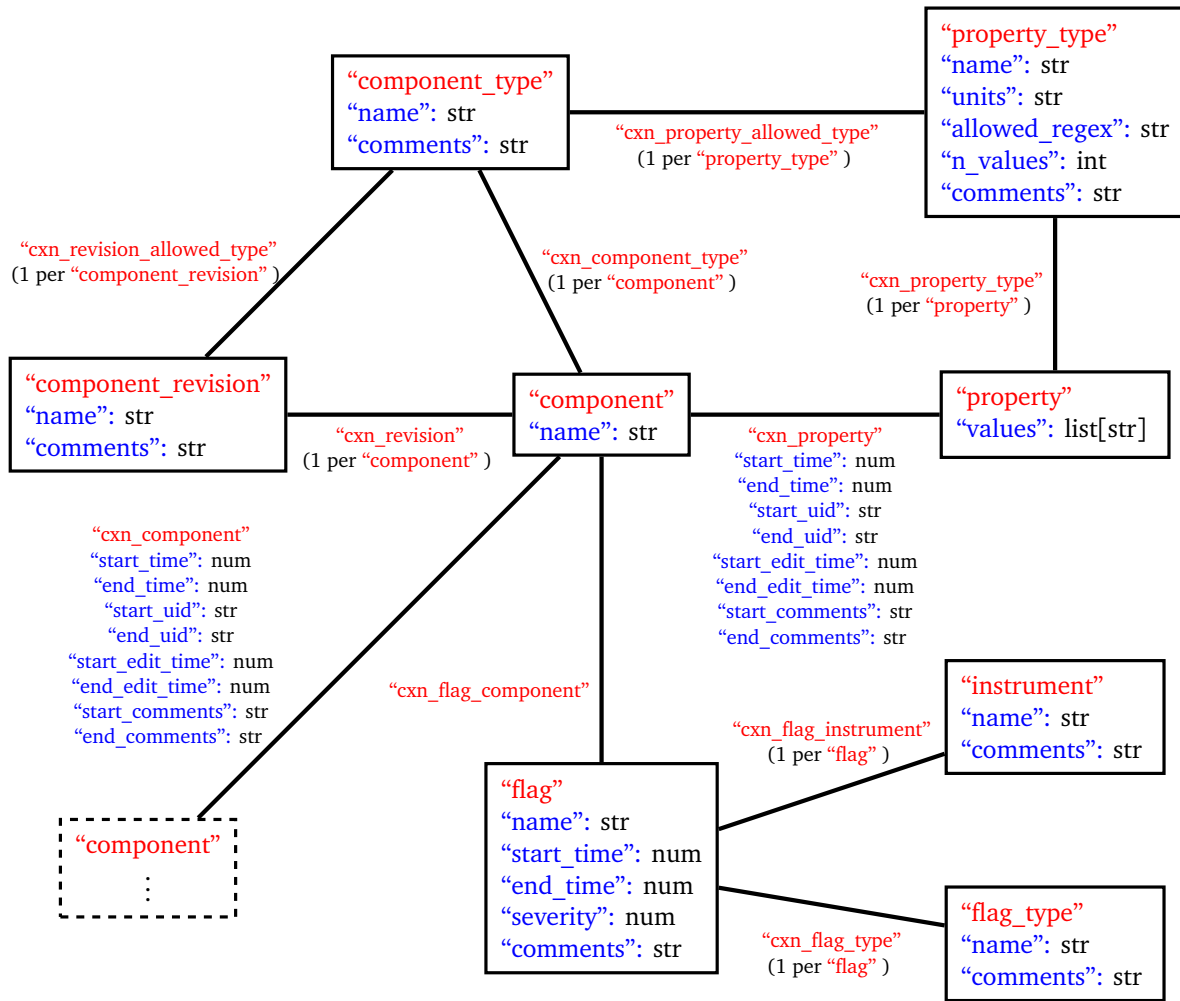 “component_type”
“name”: str
“comments”: str
“property_type”
“name”: str
“units”: str
“allowed_regex”: str
“n_values”: int
“comments”: str
“cxn_property_allowed_type”
(1 per “property_type” )
“cxn_revision_allowed_type”
(1 per “component_revision” )
“cxn_component_type”
(1 per “component” )
“cxn_property_type”
(1 per “property” )
“component_revision”
“name”: str
“comments”: str
“cxn_revision”
(1 per “component” )
“component”
“name”: str
“property”
“values”: list[str]
“cxn_property”
“start_time”: num
“end_time”: num
“start_uid”: str
“end_uid”: str
“start_edit_time”: num
“end_edit_time”: num
“start_comments”: str
“end_comments”: str
“cxn_component”
“start_time”: num
“end_time”: num
“start_uid”: str
“end_uid”: str
“start_edit_time”: num
“end_edit_time”: num
“start_comments”: str
“end_comments”: str
“cxn_flag_component”
“component”
⋮
“flag”
“name”: str
“start_time”: num
“end_time”: num
“severity”: num
“comments”: str
“cxn_flag_instrument”
(1 per “flag” )
“instrument”
“name”: str
“comments”: str
“cxn_flag_type”
(1 per “flag” )
“flag_type”
“name”: str
“comments”: str